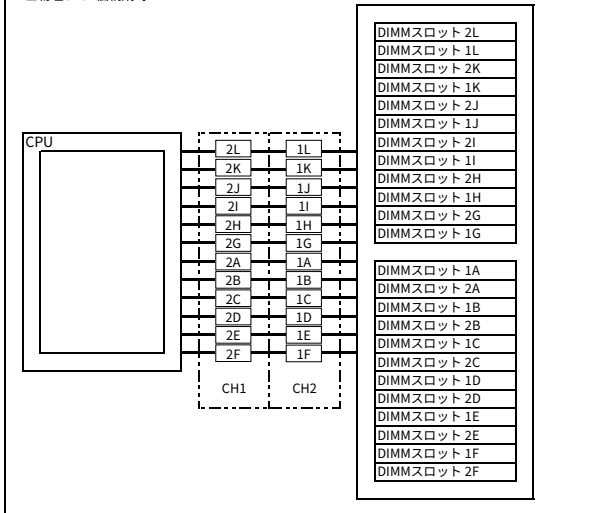 CPU
2L 1L
2K 1K
2J 1J
2I 1I
2H 1H
2G 1G
2A 1A
2B 1B
2C 1C
2D 1D
2E 1E
2F 1F
CH1 CH2
DIMMスロット 2L
DIMMスロット 1L
DIMMスロット 2K
DIMMスロット 1K
DIMMスロット 2J
DIMMスロット 1J
DIMMスロット 2I
DIMMスロット 1I
DIMMスロット 2H
DIMMスロット 1H
DIMMスロット 2G
DIMMスロット 1G
DIMMスロット 1A
DIMMスロット 2A
DIMMスロット 1B
DIMMスロット 2B
DIMMスロット 1C
DIMMスロット 2C
DIMMスロット 1D
DIMMスロット 2D
DIMMスロット 1E
DIMMスロット 2E
DIMMスロット 1F
DIMMスロット 2F